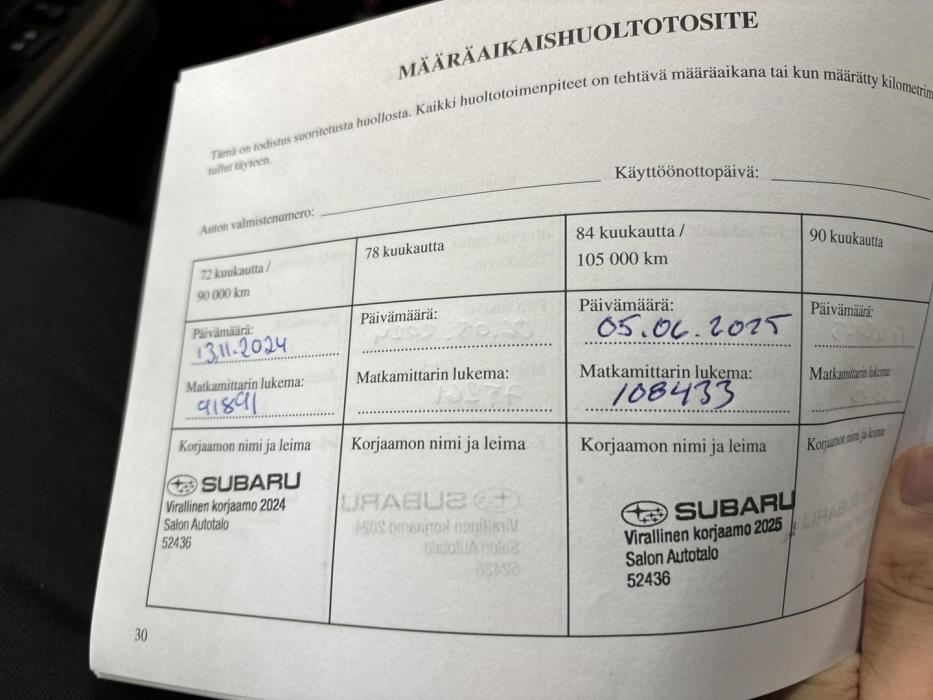 MÄÄRÄAIKAISHUOLTOTOSITE
Tämä on todistus suoritetusta huollosta. Kaikki huoltotoimenpiteet on tehtävä määräaikana tai kun määrätty
tullut täyteen.
Auton valmistenumero:
Käyttöönottopäivä:
72 kuukautta /
90 000 km
78 kuukautta
84 kuukautta /
105 000 km
90 kuukautta
Päivämäärä:
13.11.2024
Päivämäärä:
Päivämäärä:
05.06.2025
Päivämäärä:
Matkamittarin lukema:
91891
Matkamittarin lukema:
Matkamittarin lukema:
108433
Matkamittarin lukema:
Korjaamon nimi ja leima
Korjaamon nimi ja leima
Korjaamon nimi ja leima
Korjaamon nimi ja leima
SUBARU
Virallinen korjaamo 2024
Salon Autotalo
52436
SUBARU
Virallinen korjaamo 2025
Salon Autotalo
52436
30